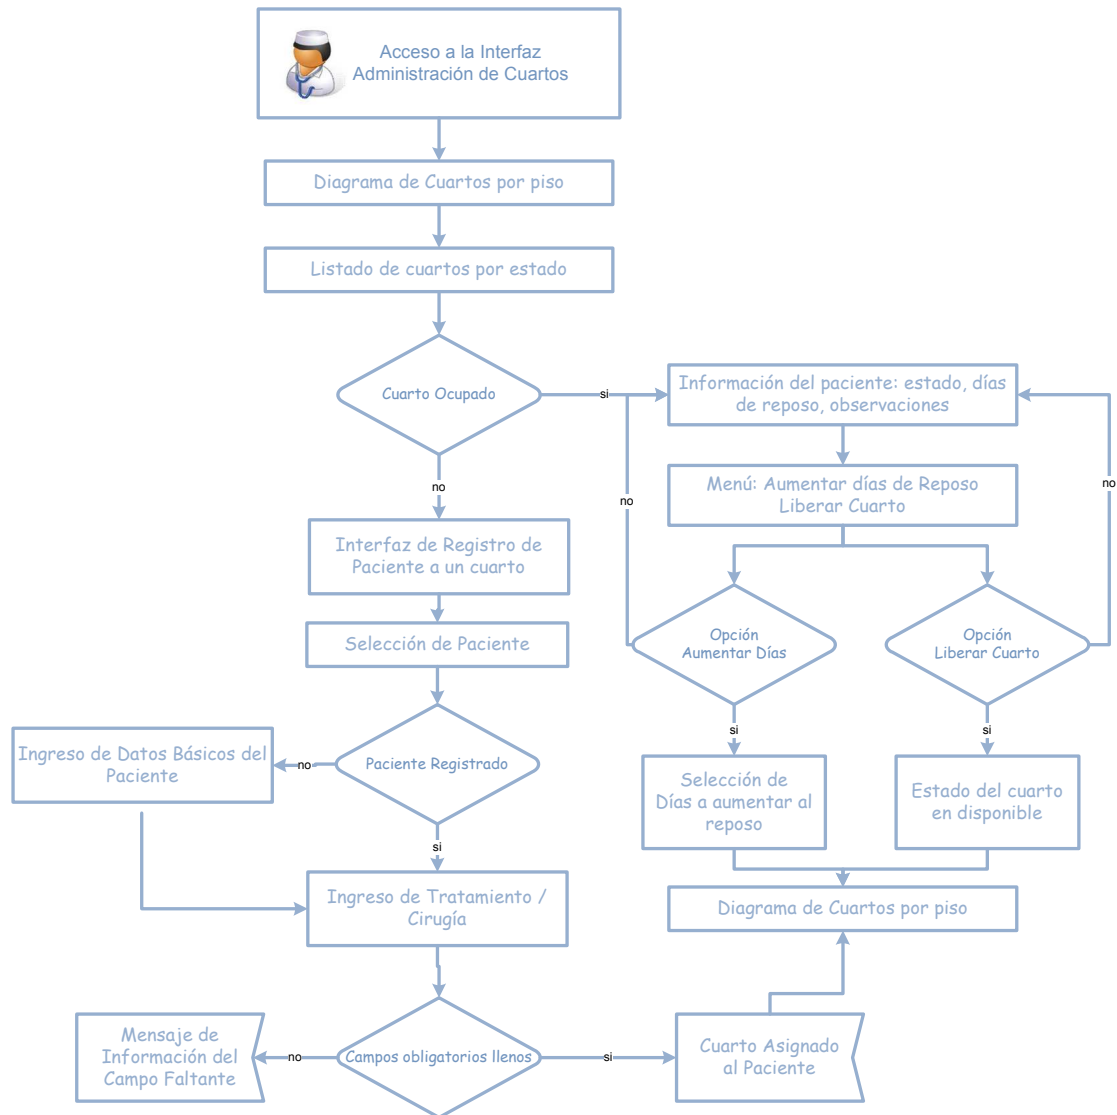 Acceso a la Interfaz
Administración de Cuartos
Diagrama de Cuartos por piso
Listado de cuartos por estado
Cuarto Ocupado
si
Información del paciente: estado, días
de reposo, observaciones
no
Menú: Aumentar días de Reposo
Liberar Cuarto
no
no
Interfaz de Registro de
Paciente a un cuarto
Selección de Paciente
Opción
Aumentar Días
Opción
Liberar Cuarto
si
si
Ingreso de Datos Básicos del
Paciente
no
Paciente Registrado
Selección de
Días a aumentar al
reposo
Estado del cuarto
en disponible
si
Ingreso de Tratamiento /
Cirugía
Diagrama de Cuartos por piso
Mensaje de
Información del
Campo Faltante
no
Campos obligatorios llenos
si
Cuarto Asignado
al Paciente